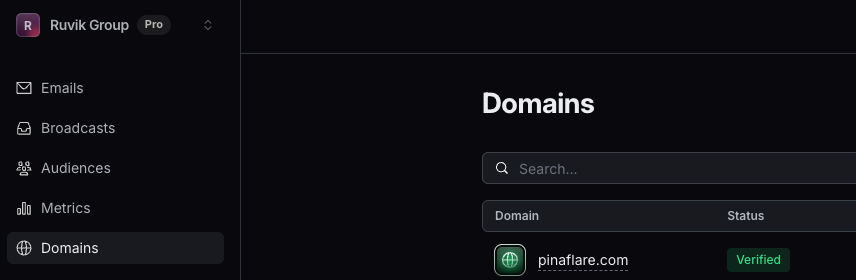 R Ruvik Group Pro
Emails
Broadcasts
Audiences
Metrics
Domains
Domains
Search...
Domain Status
pinaflare.com Verified